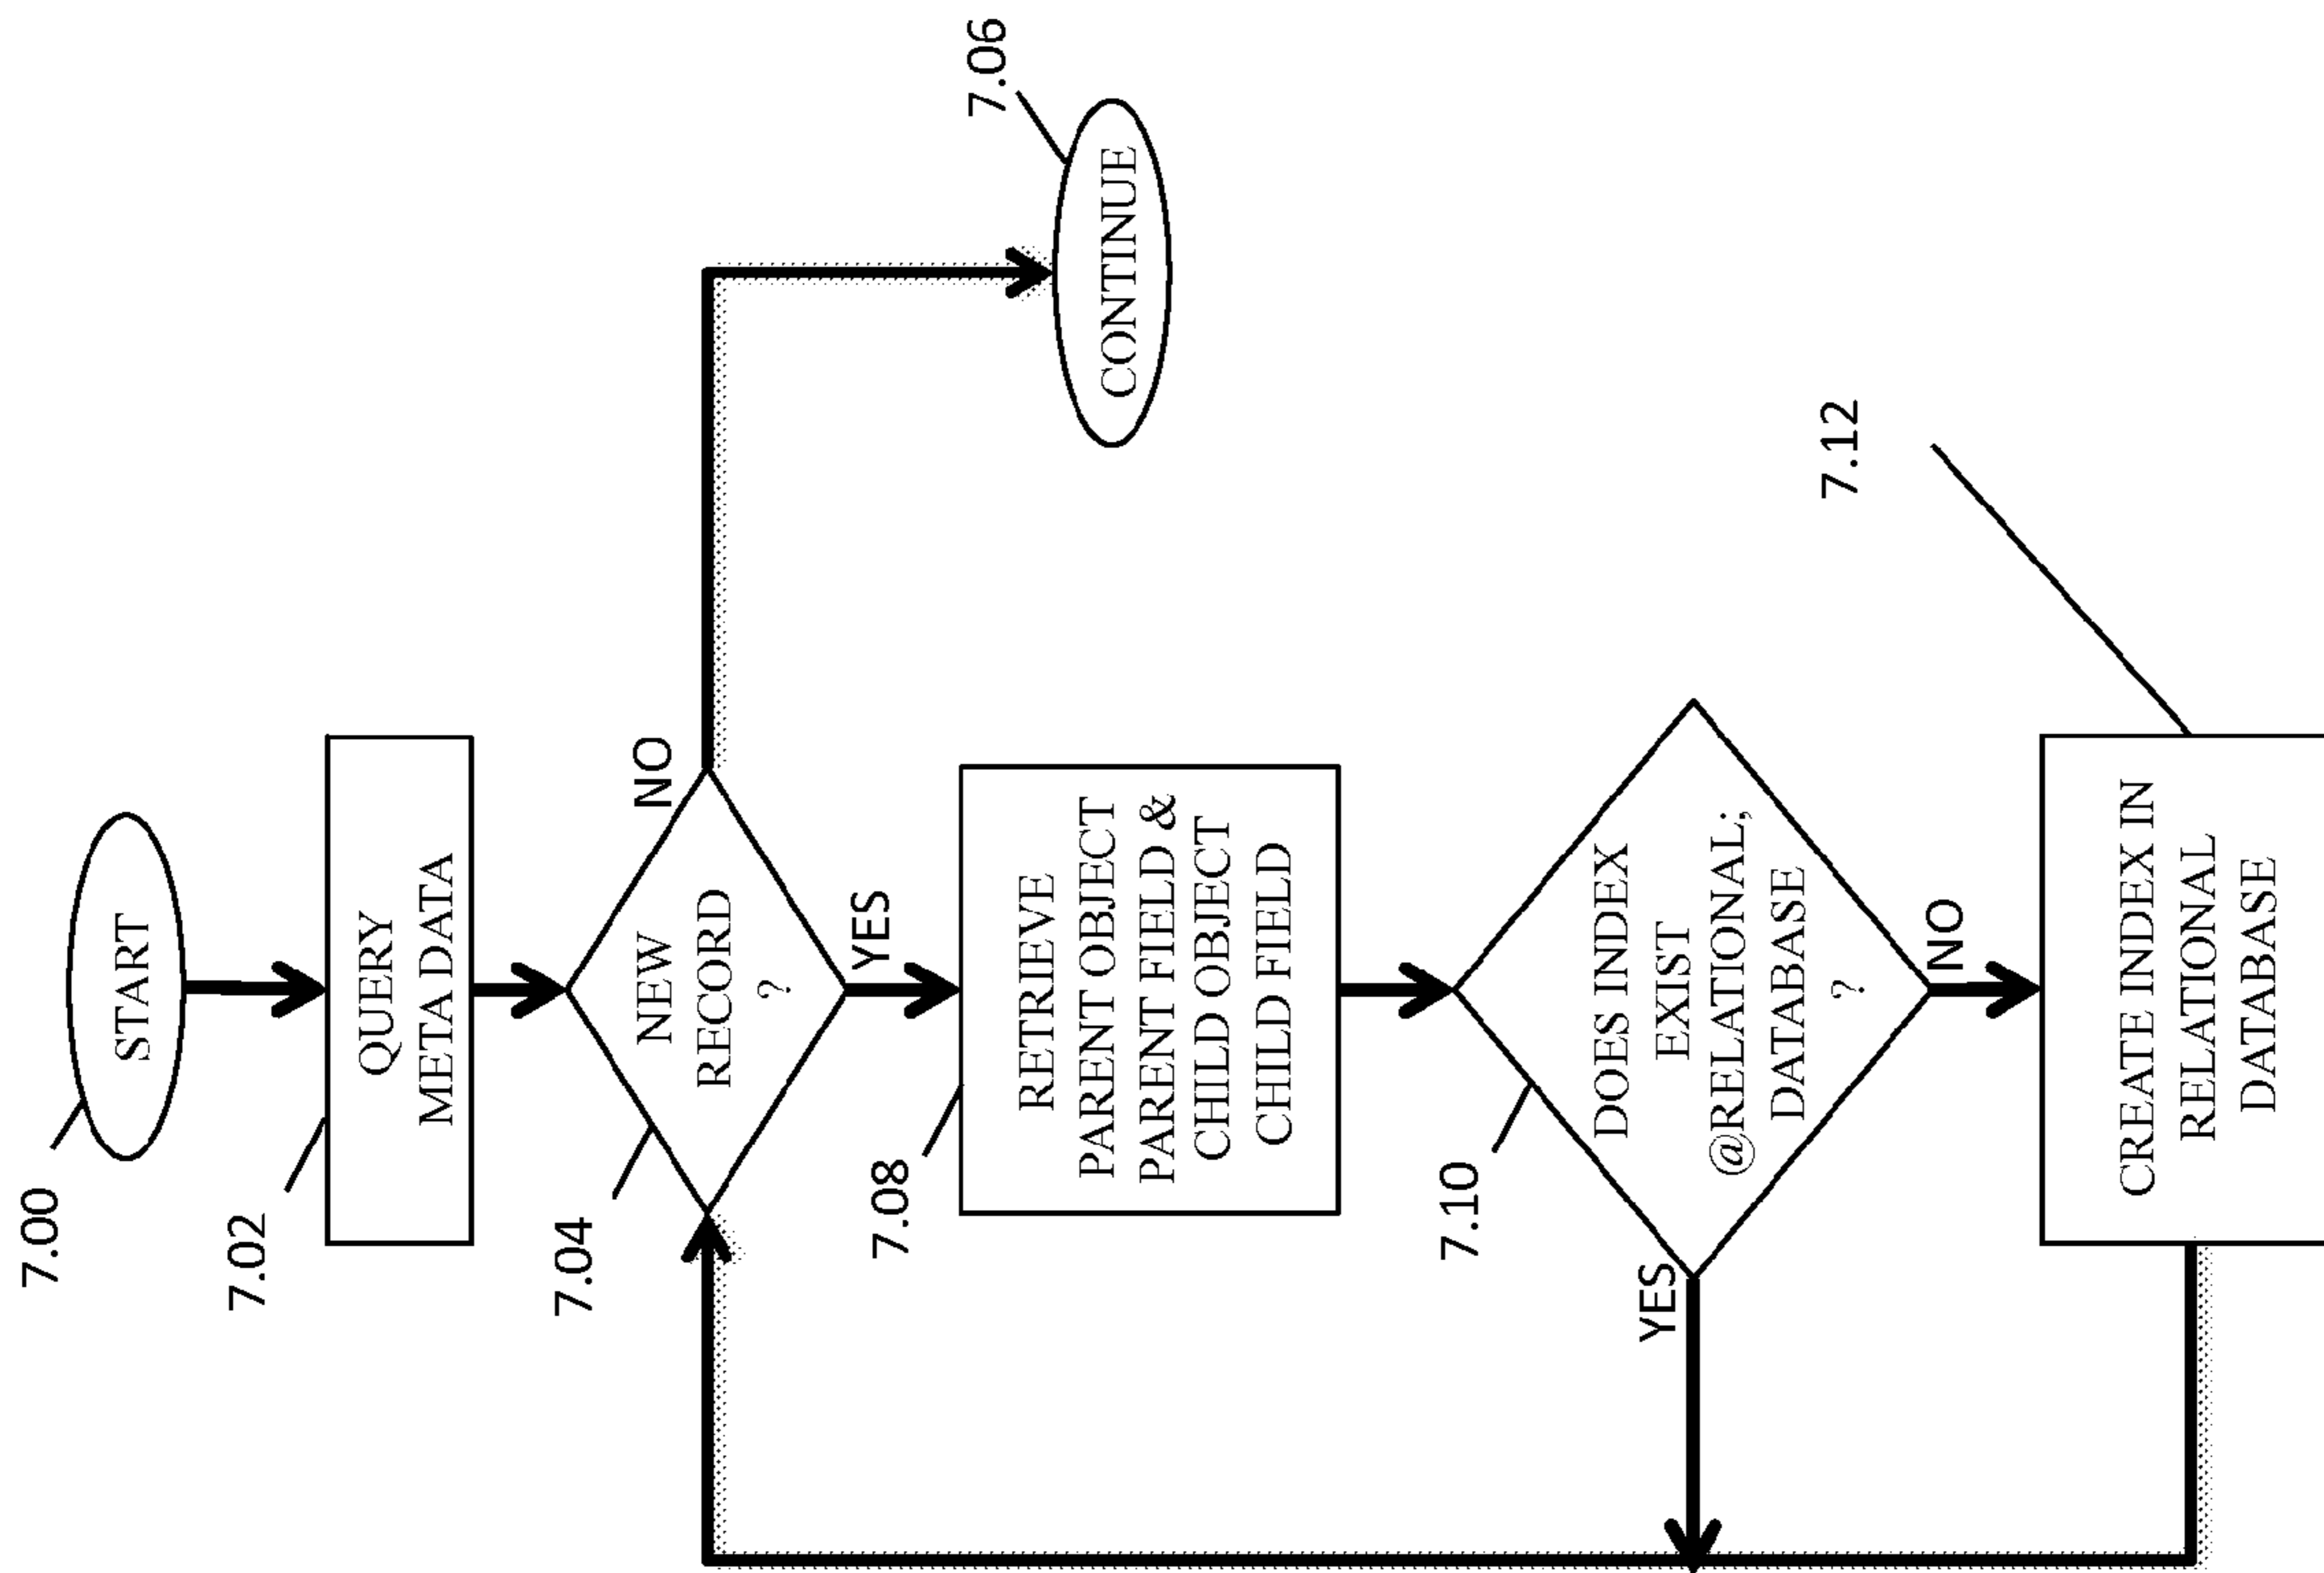 7.00
START
7.02
QUERY
META DATA
7.04
NEW
RECORD
?
NO
7.06
CONTINUE
YES
7.08
RETRIEVE
PARENT OBJECT
PARENT FIELD &
CHILD OBJECT
CHILD FIELD
7.10
DOES INDEX
EXIST
@RELATIONAL;
DATABASE
?
YES
NO
7.12
CREATE INDEX IN
RELATIONAL
DATABASE